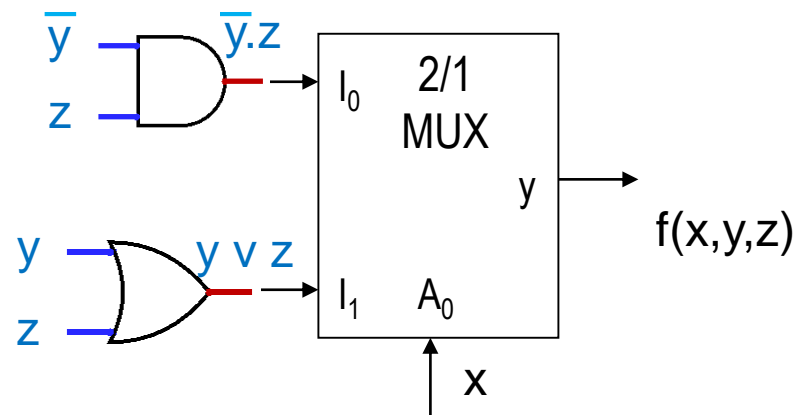 y̅
y̅.z
z
I₀
2/1
MUX
y
f(x,y,z)
y
y v z
z
I₁
A₀
x